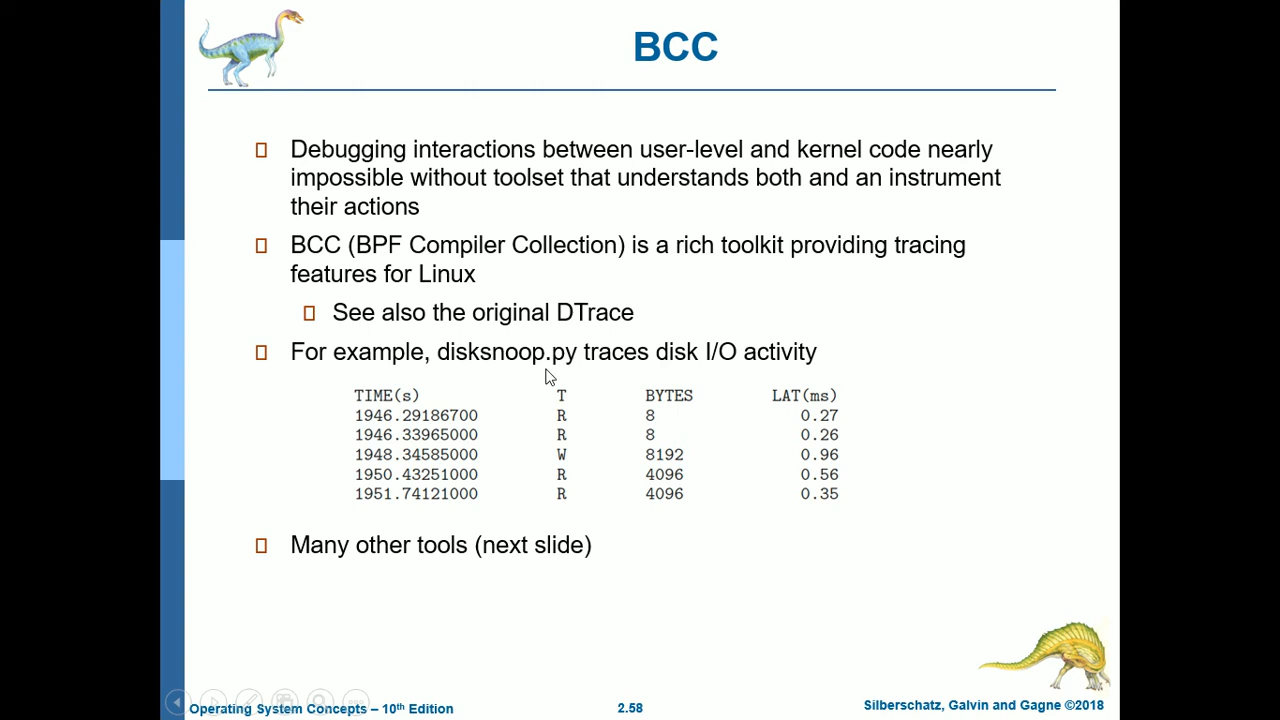 BCC
Debugging interactions between user-level and kernel code nearly
impossible without toolset that understands both and an instrument
their actions
BCC (BPF Compiler Collection) is a rich toolkit providing tracing
features for Linux
See also the original DTrace
For example, disksnoop.py traces disk I/O activity
TIME(s) T BYTES LAT(ms)
1946.29186700 R 8 0.27
1946.33965000 R 8 0.26
1948.34585000 W 8192 0.96
1950.43251000 R 4096 0.56
1951.74121000 R 4096 0.35
Many other tools (next slide)
Operating System Concepts – 10th Edition
2.58
Silberschatz, Galvin and Gagne ©2018